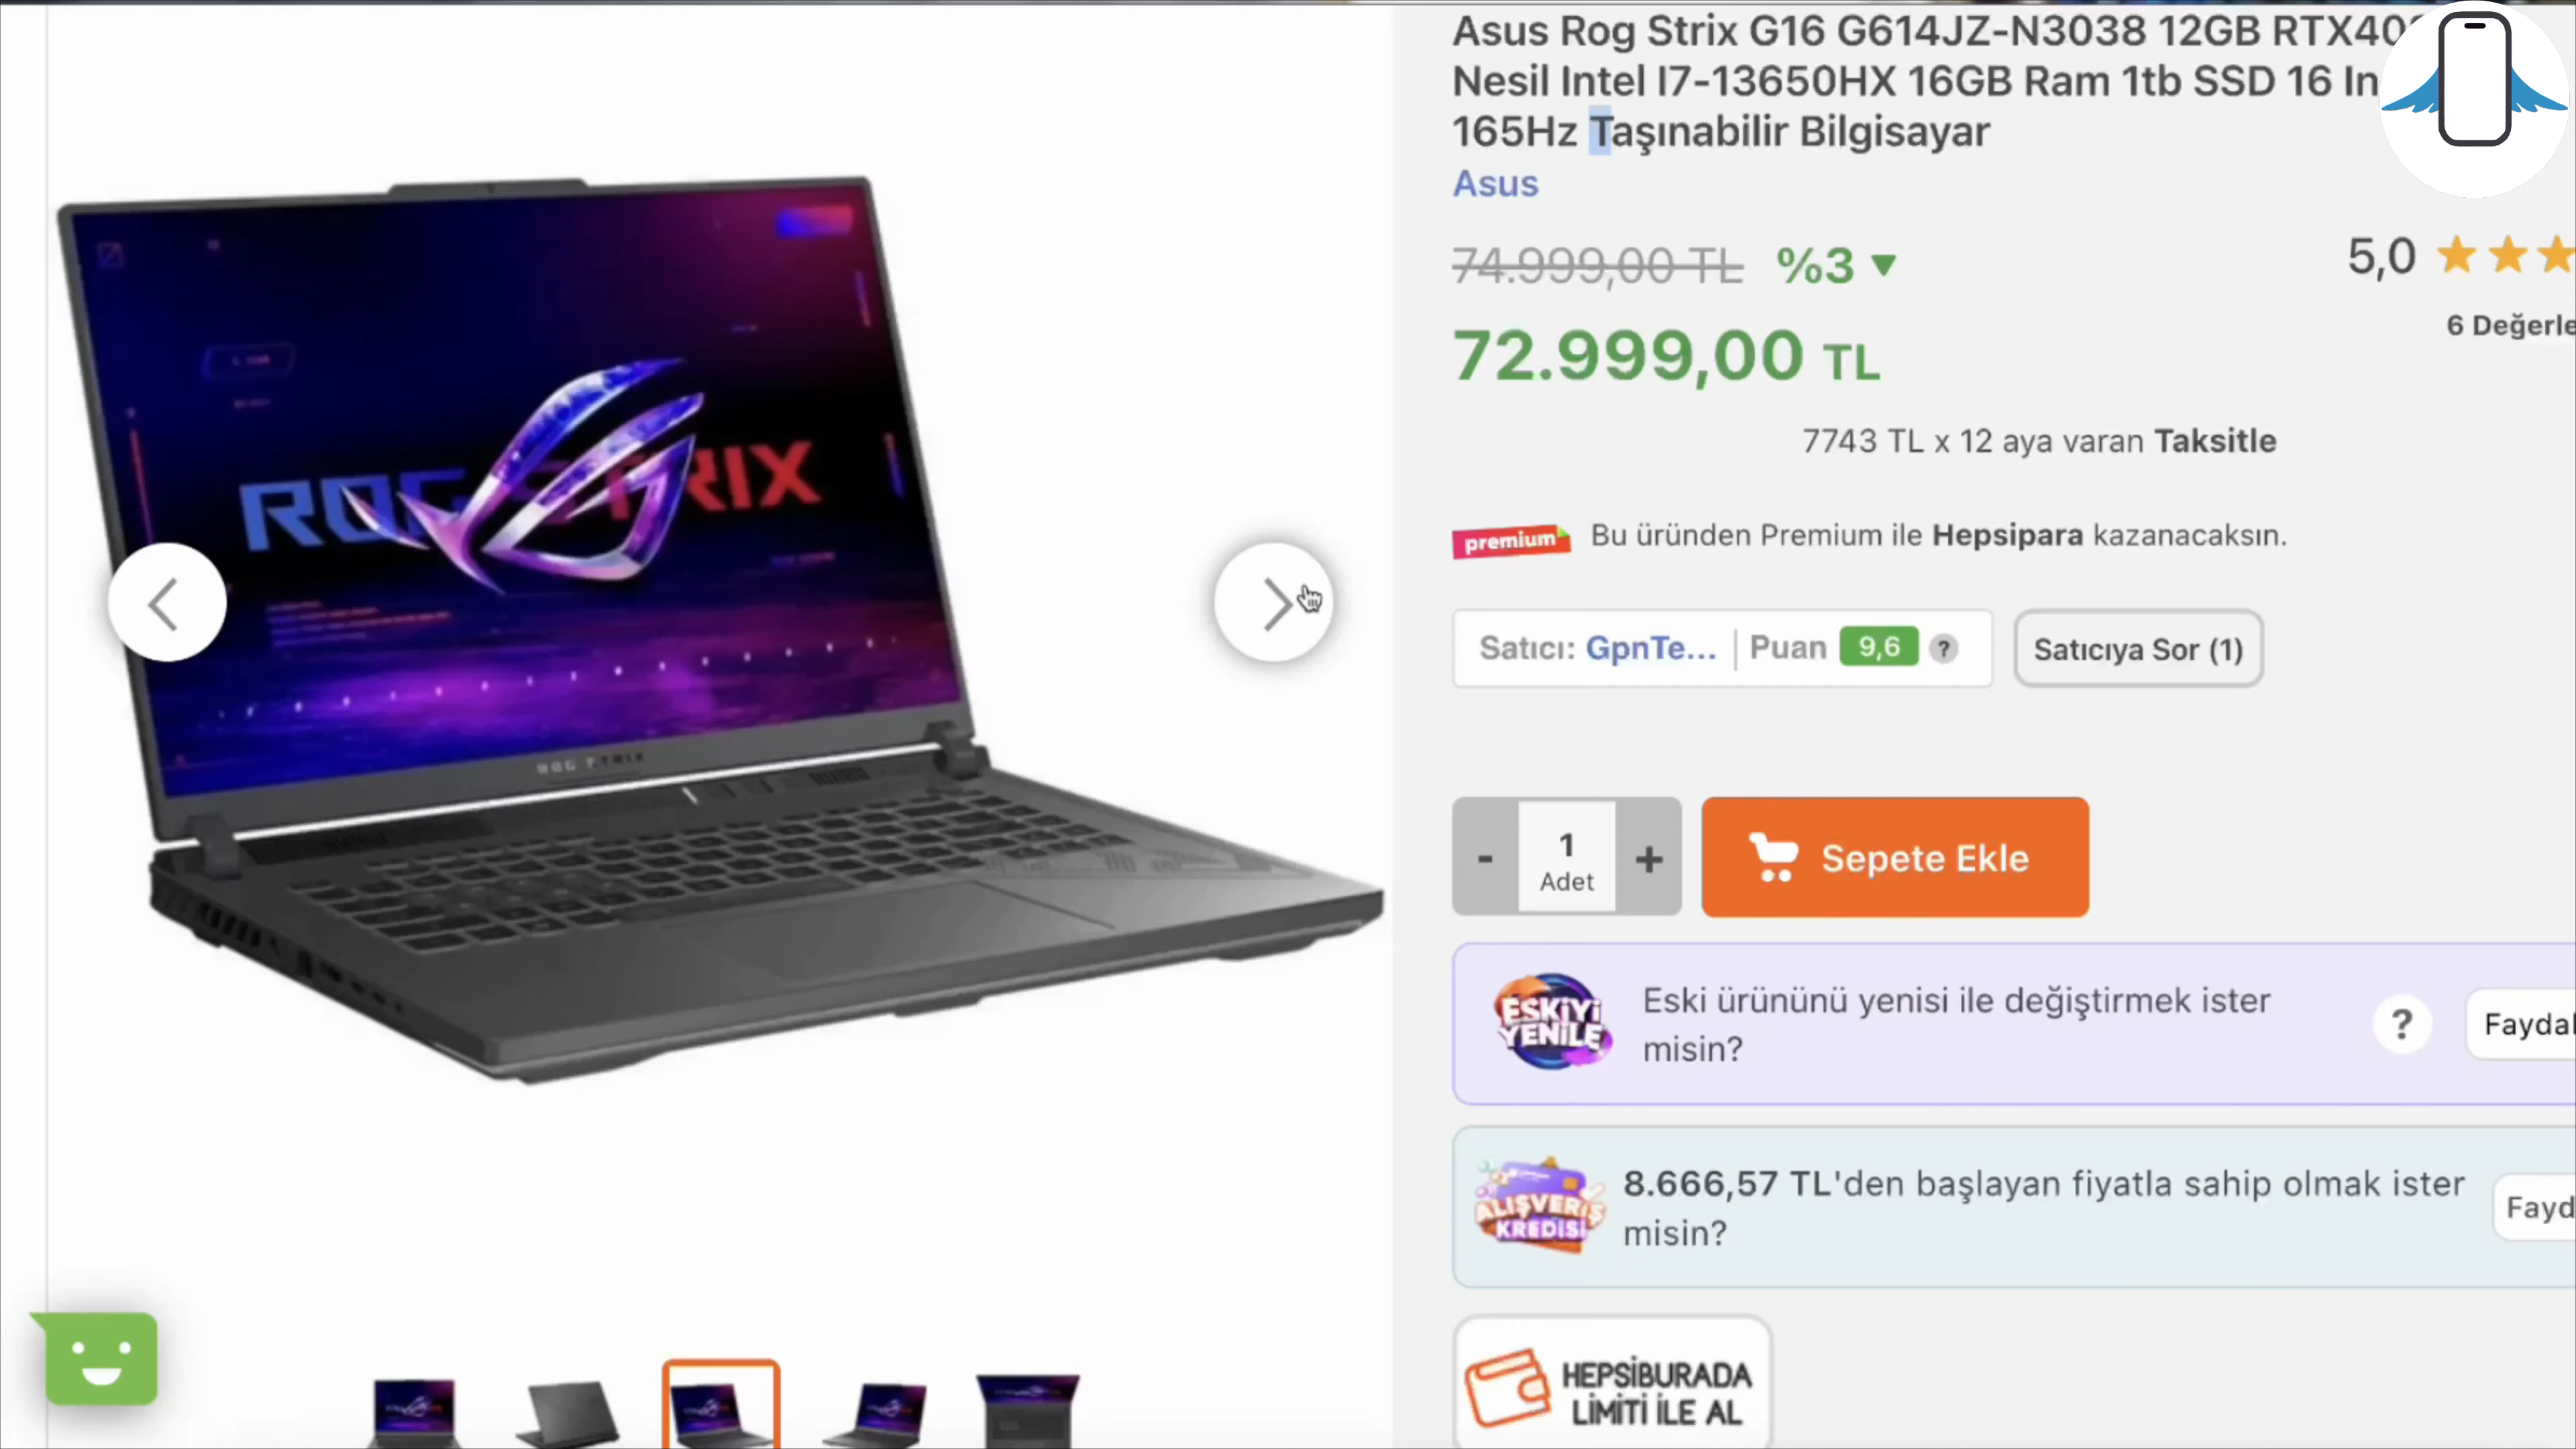 Asus Rog Strix G16 G614JZ-N3038 12GB RTX40
Nesil Intel I7-13650HX 16GB Ram 1tb SSD 16 In
165Hz Taşınabilir Bilgisayar
Asus
74.999,00 TL %3
5,0
72.999,00 TL
6 Değerle
7743 TL x 12 aya varan Taksitle
premium Bu üründen Premium ile Hepsipara kazanacaksın.
Satıcı: GpnTe... Puan 9,6 ?
Satıcıya Sor (1)
- 1 +
Adet
Sepete Ekle
ESKİYİ
YENİLE
Eski ürününü yenisi ile değiştirmek ister
misin?
?
Faydal
ALIŞVERİŞ
KREDİSİ
8.666,57 TL'den başlayan fiyatla sahip olmak ister
misin?
Fayd
HEPSİBURADA
LİMİTİ İLE AL
ROG STRIX
ROG STRIX